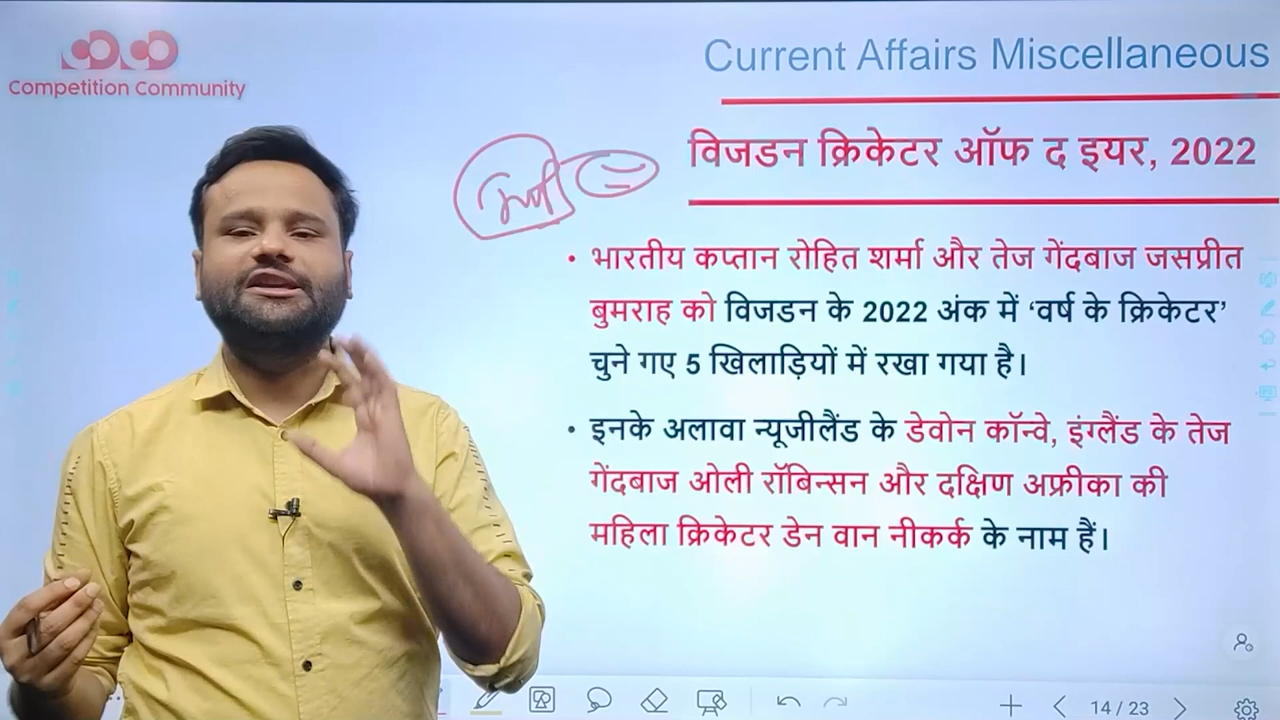 Competition Community
Current Affairs Miscellaneous
विजडन क्रिकेटर ऑफ द इयर, 2022
• भारतीय कप्तान रोहित शर्मा और तेज गेंदबाज जसप्रीत
बुमराह को विजडन के 2022 अंक में ‘वर्ष के क्रिकेटर’
चुने गए 5 खिलाड़ियों में रखा गया है।
• इनके अलावा न्यूजीलैंड के डेवोन कॉन्वे, इंग्लैंड के तेज
गेंदबाज ओली रॉबिन्सन और दक्षिण अफ्रीका की
महिला क्रिकेटर डेन वान नीकर्क के नाम हैं।
14 / 23